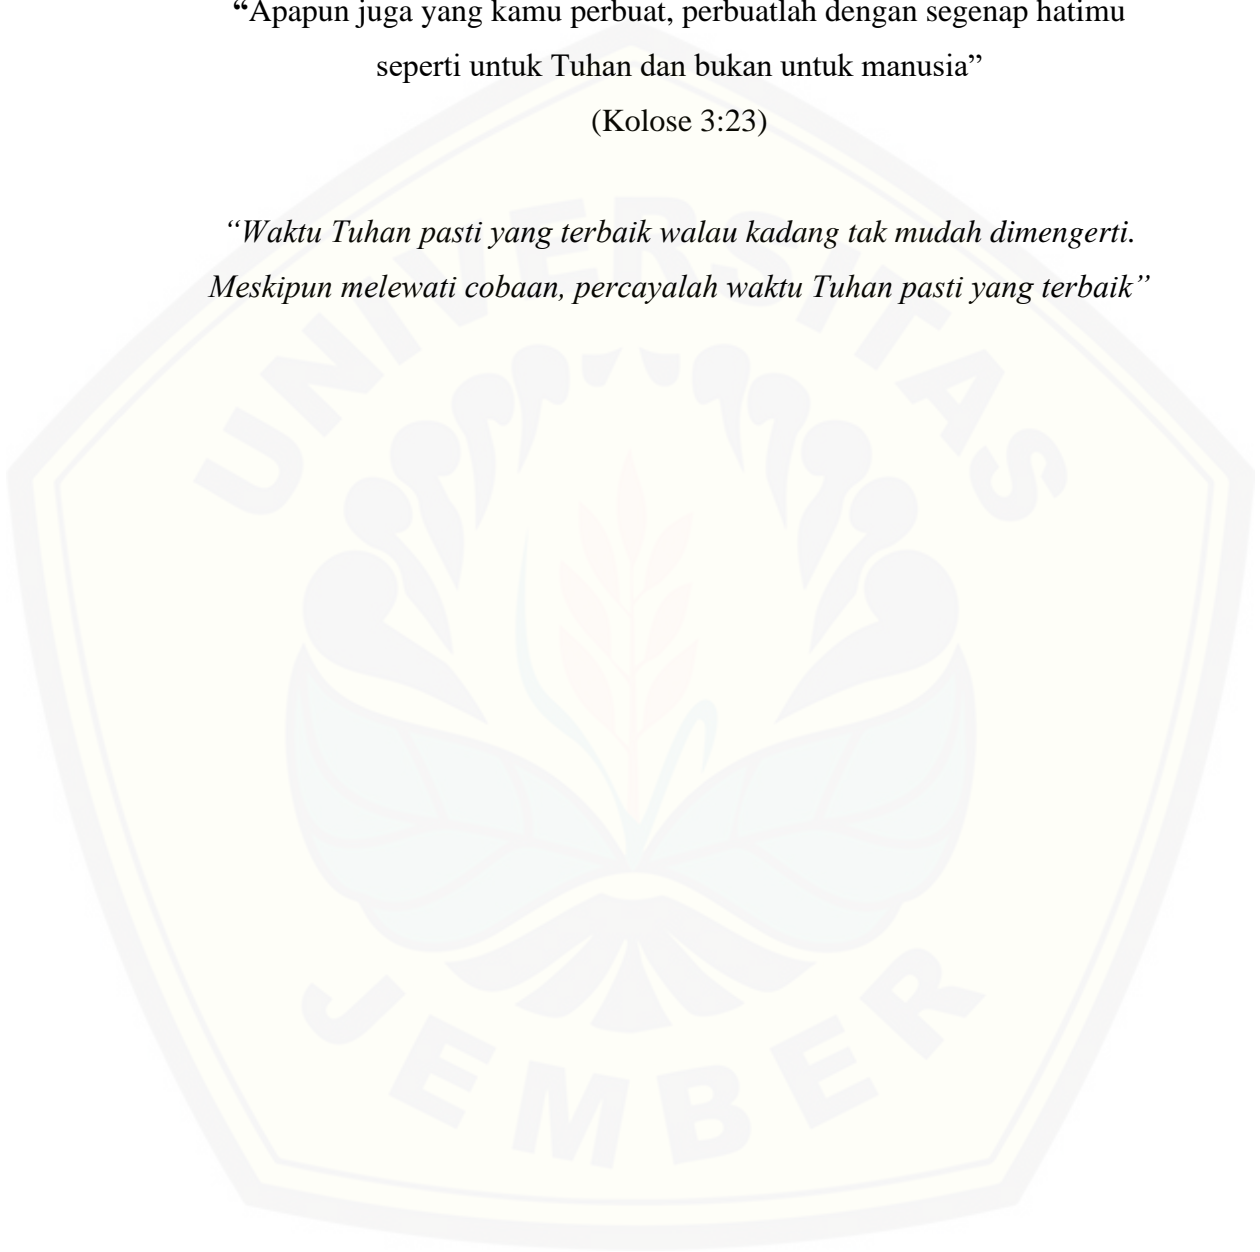 “Apapun juga yang kamu perbuat, perbuatlah dengan segenap hatimu
seperti untuk Tuhan dan bukan untuk manusia”
(Kolose 3:23)
“Waktu Tuhan pasti yang terbaik walau kadang tak mudah dimengerti.
Meskipun melewati cobaan, percayalah waktu Tuhan pasti yang terbaik”
UNIVERSITAS
JEMBER